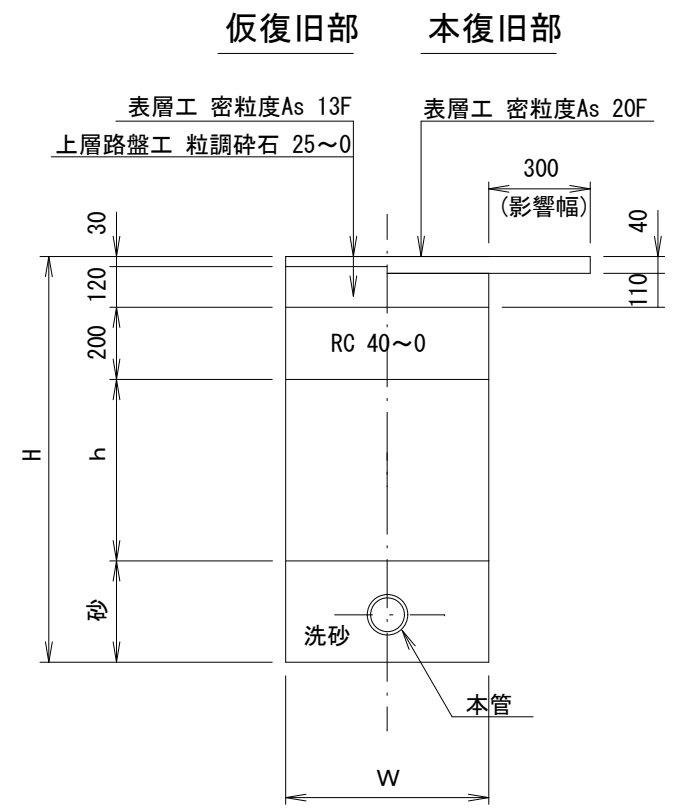 仮復旧部 本復旧部
表層工 密粒度As 13F
表層工 密粒度As 20F
上層路盤工 粒調砕石 25~0
300
(影響幅)
30
40
120
110
200
RC 40~0
H
h
砂
洗砂
本管
W